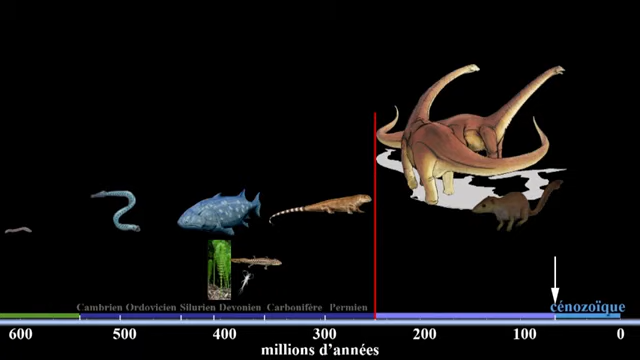 Cambrien Ordovicien Silurien Devonien Carbonifère Permien cénozoïque
600 500 400 300 200 100 0
millions d'années